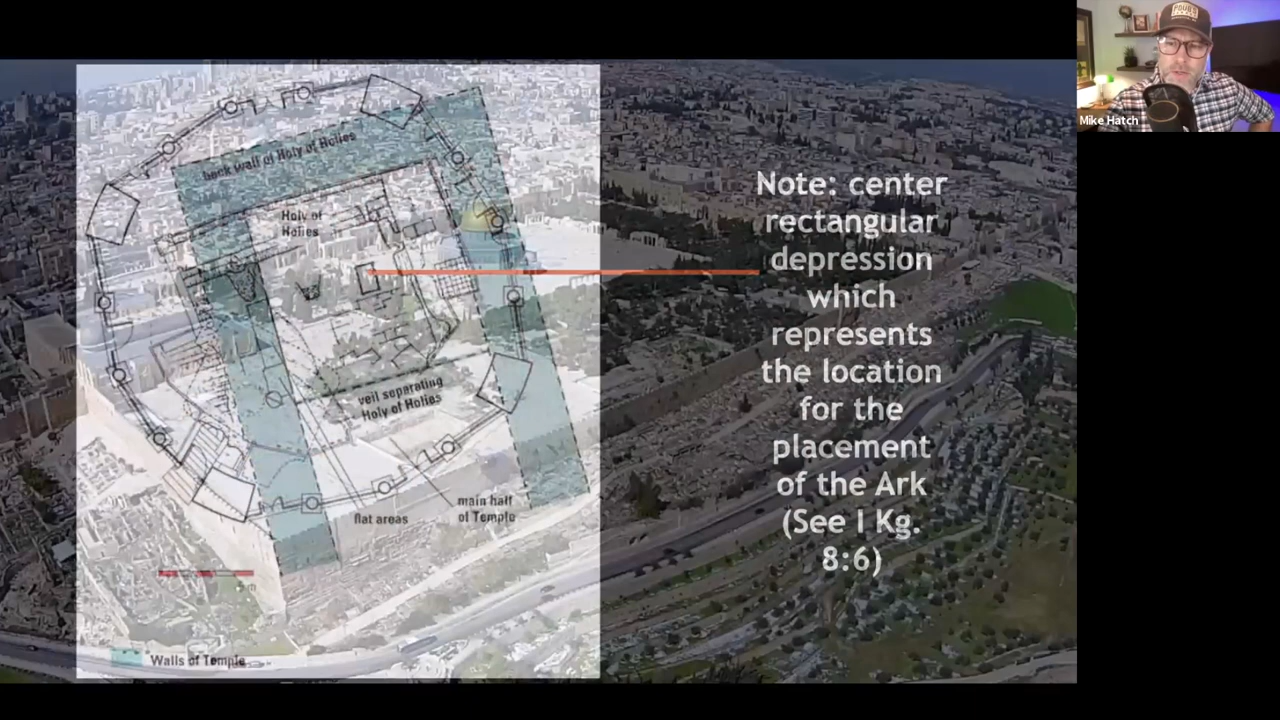 Mike Hatch
back wall of Holy of Holies
Holy of
Holies
veil separating
Holy of Holies
main hall
of Temple
flat areas
Walls of Temple
Note: center
rectangular
depression
which
represents
the location
for the
placement
of the Ark
(See I Kg.
8:6)